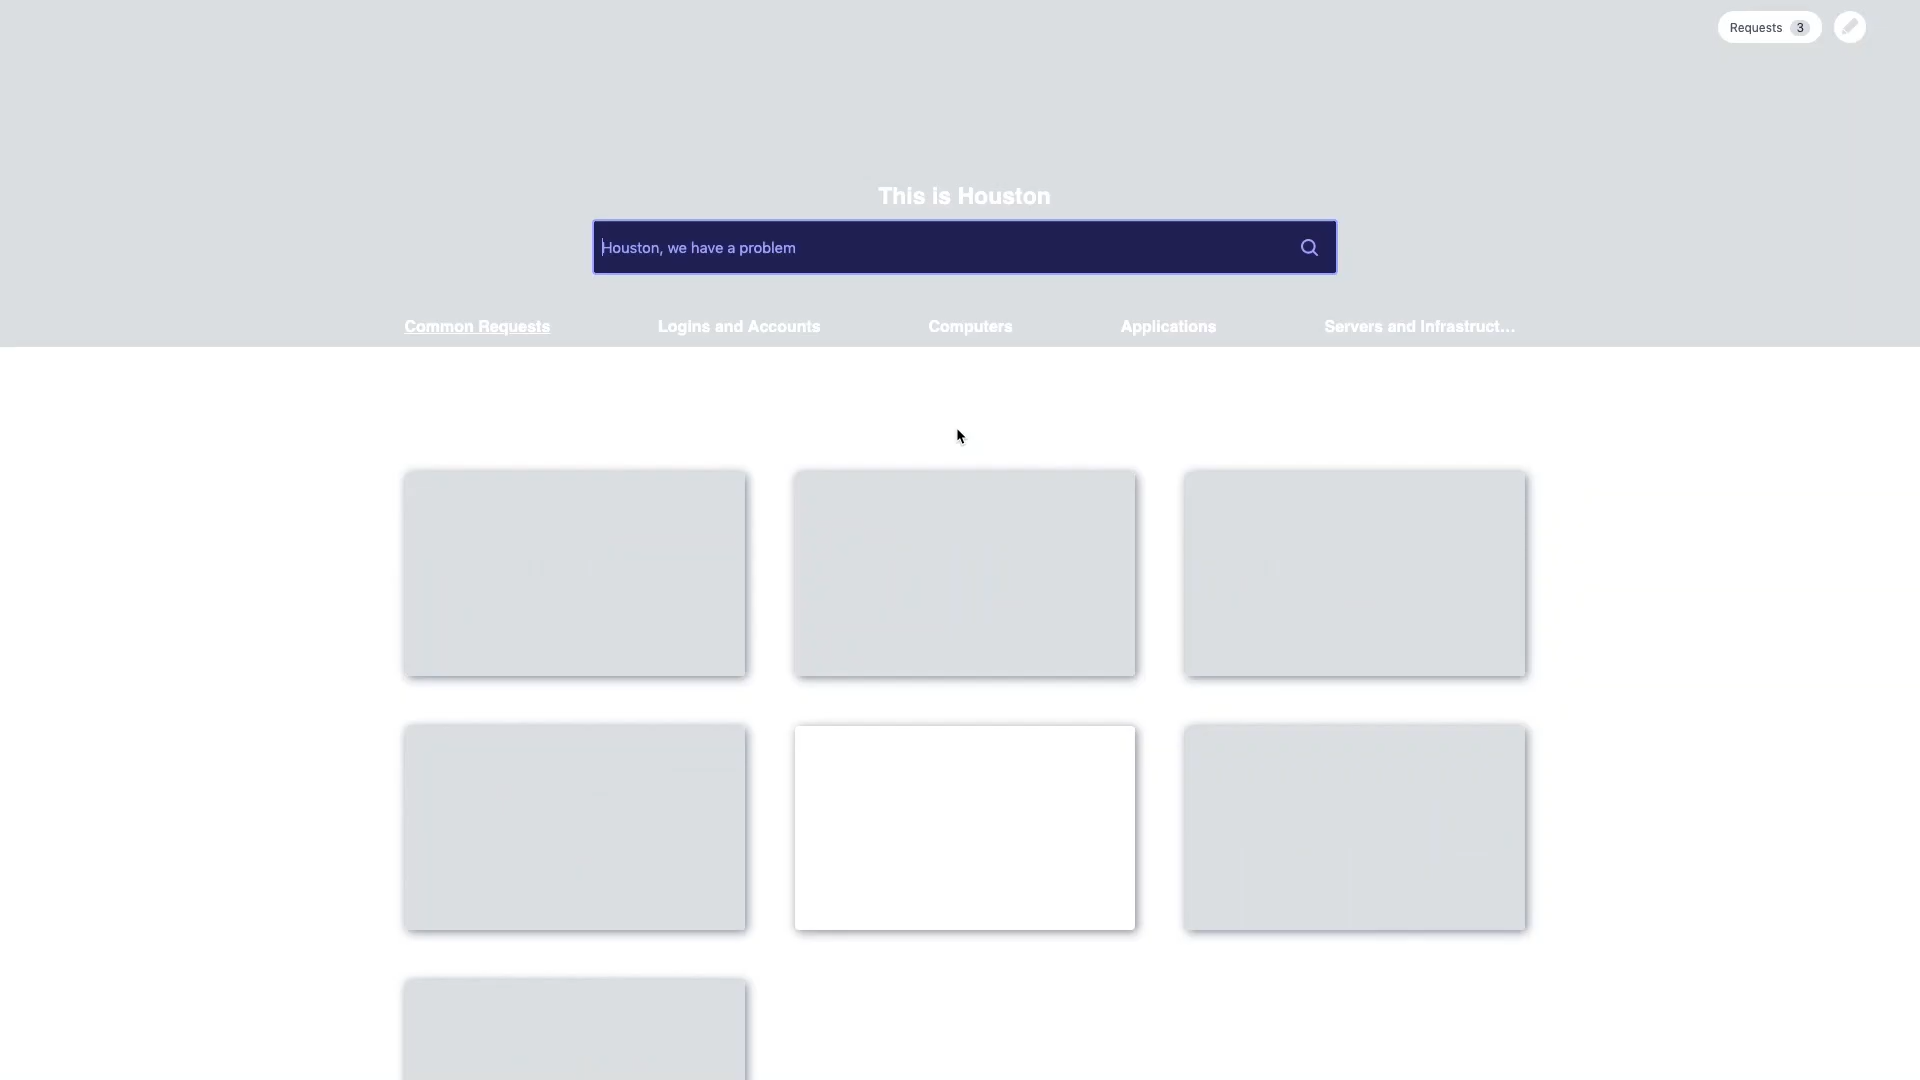 Requests 3
This is Houston
Houston, we have a problem
Common Requests
Logins and Accounts
Computers
Applications
Servers and Infrastruct...